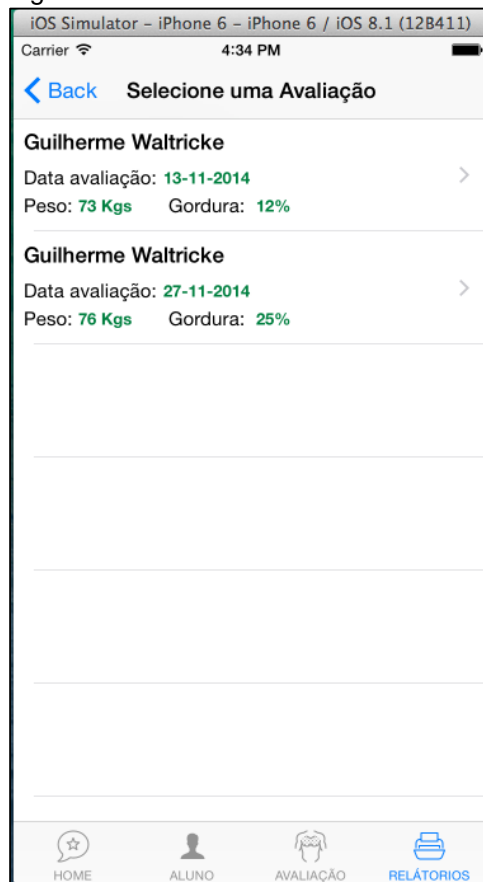 iOS Simulator - iPhone 6 - iPhone 6 / iOS 8.1 (12B411)
Carrier 4:34 PM
Back Selecione uma Avaliação
Guilherme Waltricke
Data avaliação: 13-11-2014
Peso: 73 Kgs Gordura: 12%
Guilherme Waltricke
Data avaliação: 27-11-2014
Peso: 76 Kgs Gordura: 25%
HOME ALUNO AVALIAÇÃO RELÁTORIOS